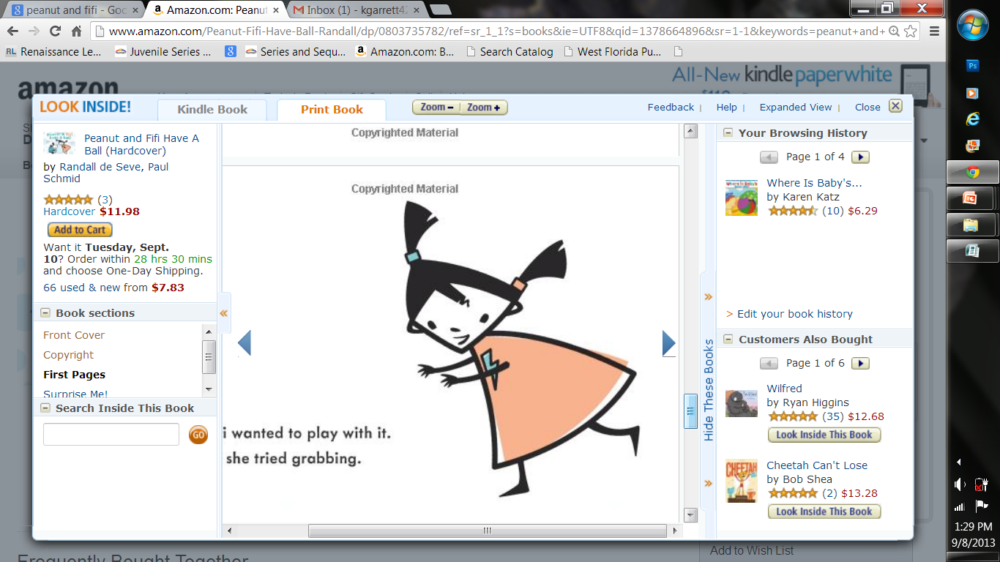 peanut and fifi - Goo
Amazon.com: Peanut
Inbox (1) - kgarrett42
www.amazon.com/Peanut-Fifi-Have-Ball-Randall/dp/0803735782/ref=sr_1_1?s=books&ie=UTF8&qid=1378664896&sr=1-1&keywords=peanut+and+
RL Renaissance Le...
Juvenile Series ...
Series and Sequ...
Amazon.com: B...
Search Catalog
West Florida Pu...
amazon
All-New kindle paperwhite
LOOK INSIDE!
Kindle Book
Print Book
Zoom -
Zoom +
Feedback |
Help |
Expanded View |
Close
Peanut and Fifi Have A
Ball (Hardcover)
by Randall de Seve, Paul
Schmid
(3)
Hardcover $11.98
Add to Cart
Want it Tuesday, Sept.
10? Order within 28 hrs 30 mins
and choose One-Day Shipping.
66 used & new from $7.83
Book sections
Front Cover
Copyright
First Pages
Surprise Me!
Search Inside This Book
GO
Copyrighted Material
Copyrighted Material
i wanted to play with it.
she tried grabbing.
Hide These Books
Your Browsing History
Page 1 of 4
Where Is Baby's...
by Karen Katz
(10) $6.29
> Edit your book history
Customers Also Bought
Page 1 of 6
Wilfred
by Ryan Higgins
(35) $12.68
Look Inside This Book
Cheetah Can't Lose
by Bob Shea
(2) $13.28
Look Inside This Book
Add to Wish List
Frequently Bought Together
Ps
1:29 PM
9/8/2013